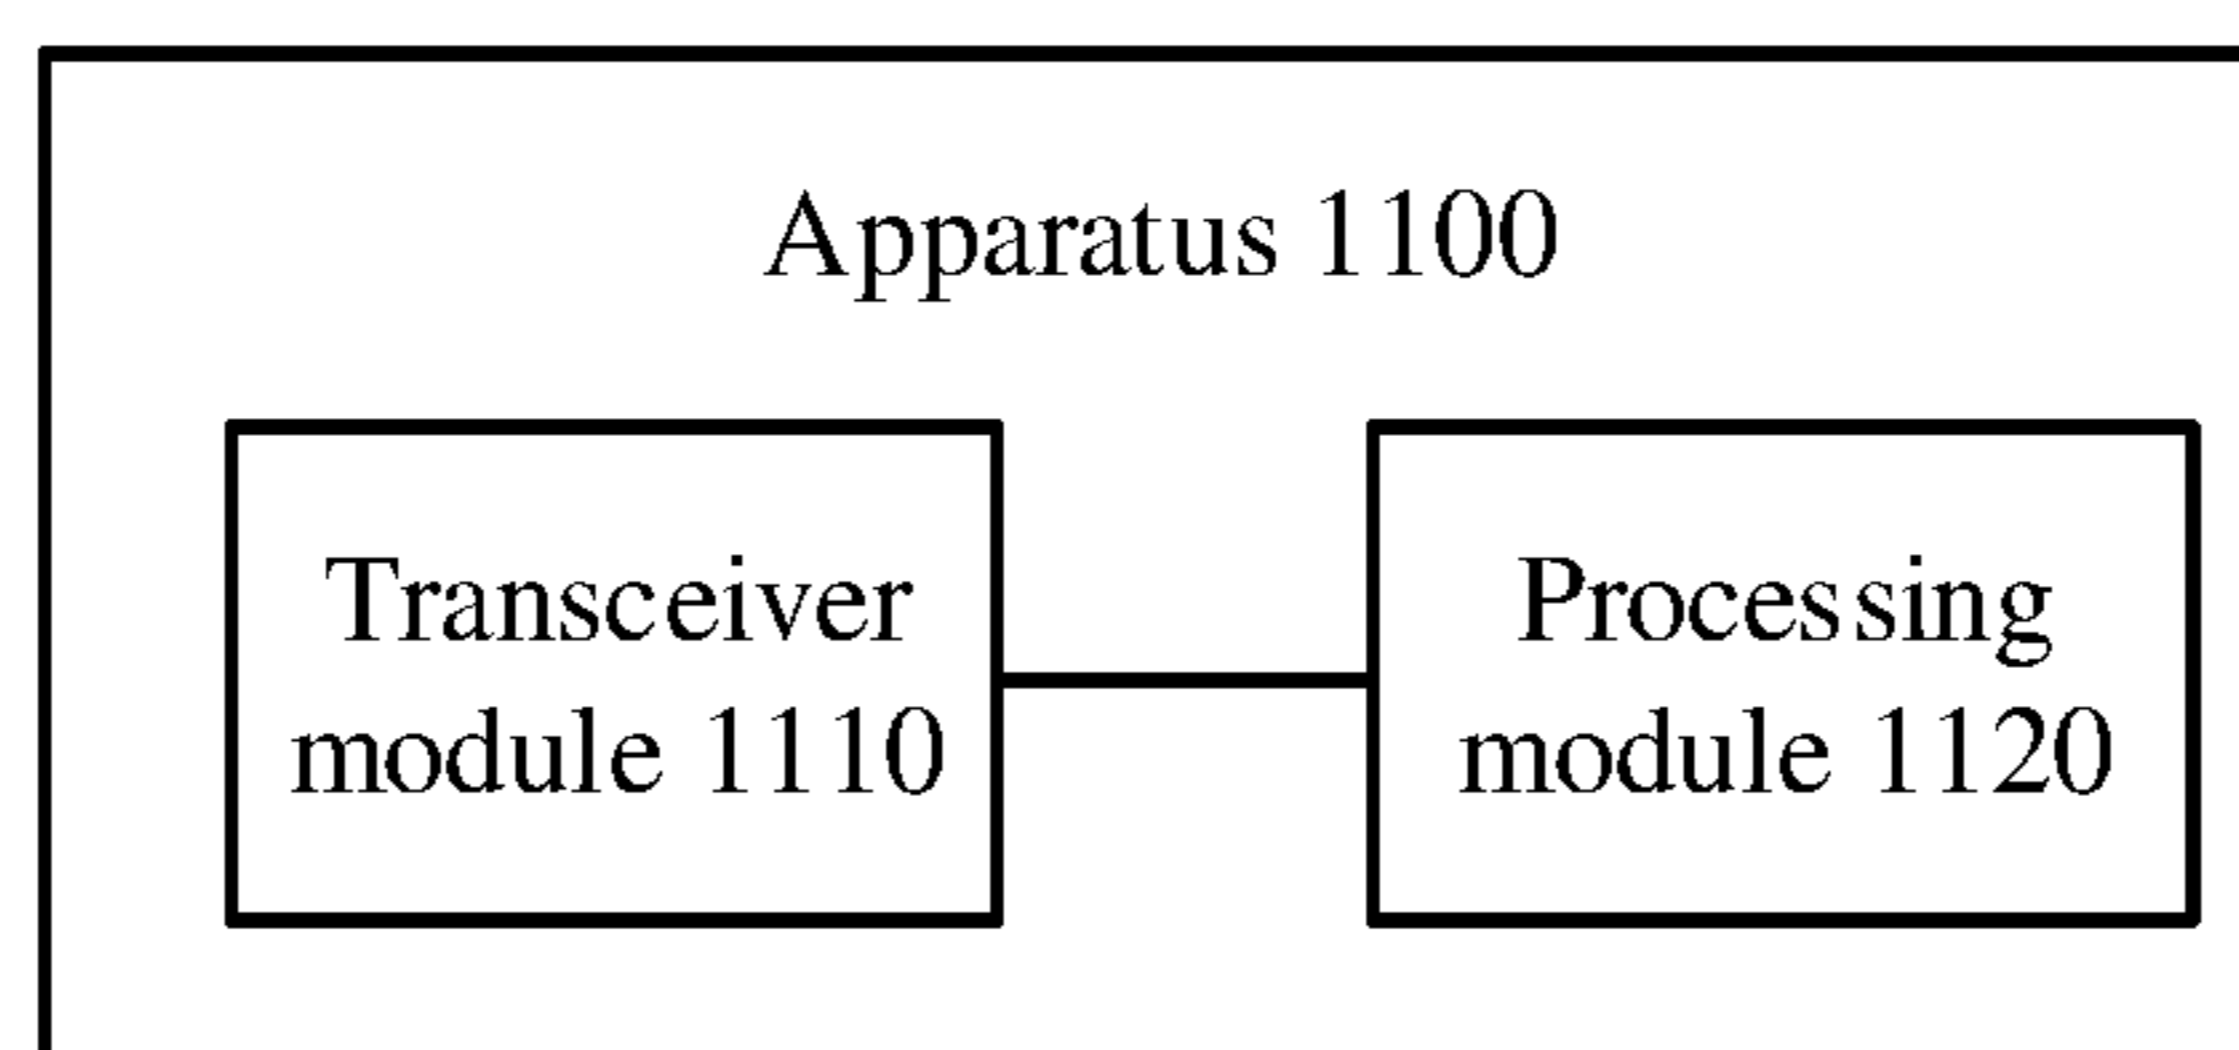 Apparatus 1100
Transceiver
module 1110
Processing
module 1120